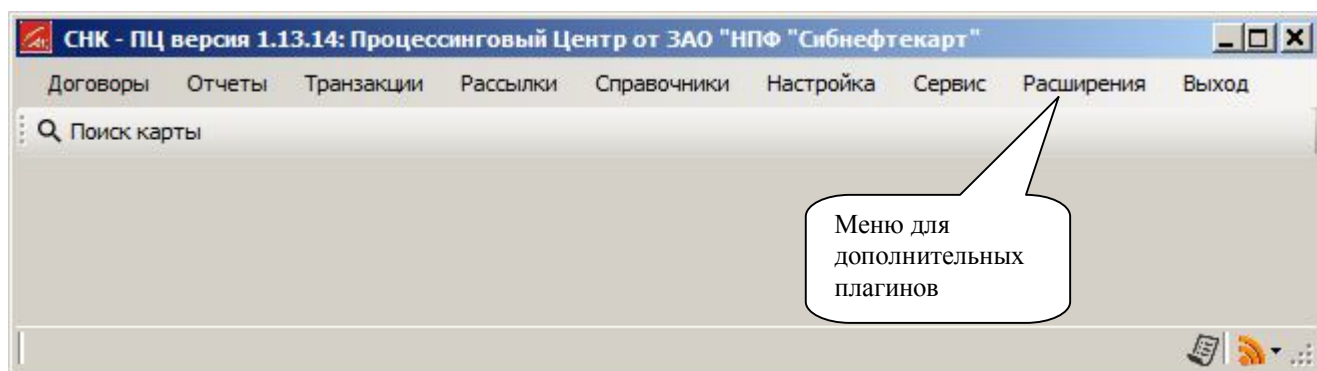 СНК - ПЦ версия 1.13.14: Процессинговый Центр от ЗАО "НПФ "Сибнефтекарт"
Договоры Отчеты Транзакции Рассылки Справочники Настройка Сервис Расширения Выход
Поиск карты
Меню для
дополнительных
плагинов